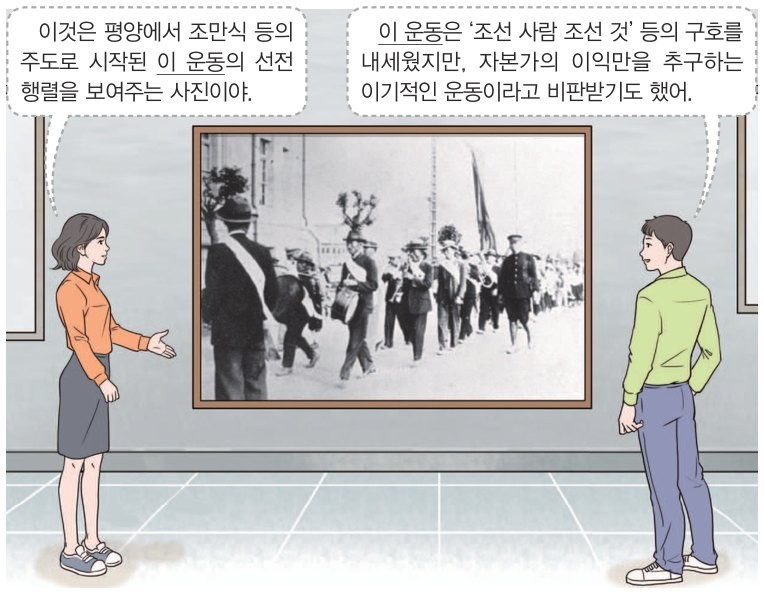 이것은 평양에서 조만식 등의
주도로 시작된 이 운동의 선전
행렬을 보여주는 사진이야.
이 운동은 ‘조선 사람 조선 것’ 등의 구호를
내세웠지만, 자본가의 이익만을 추구하는
이기적인 운동이라고 비판받기도 했어.